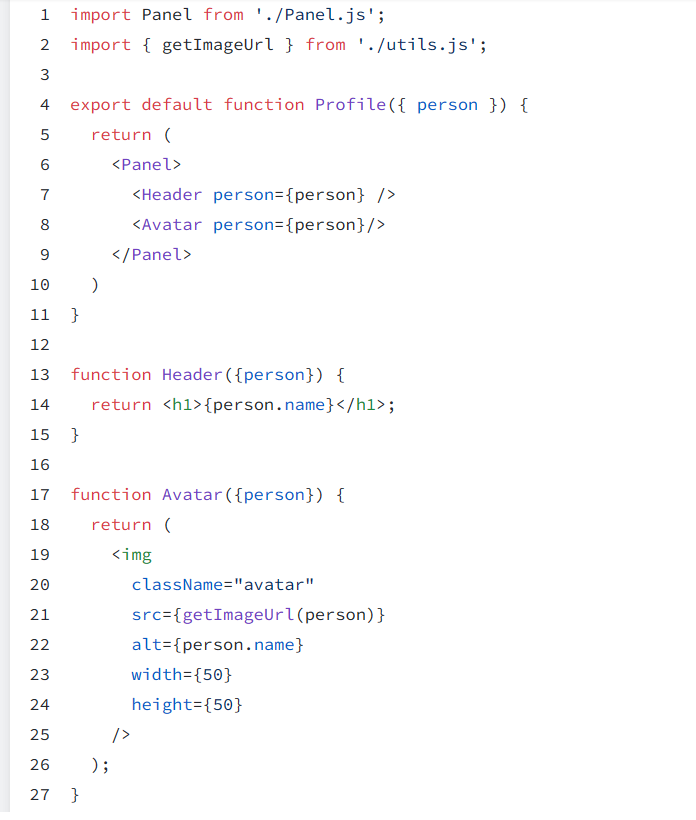 1 import Panel from './Panel.js';
2 import { getImageUrl } from './utils.js';
3
4 export default function Profile({ person }) {
5   return (
6     <Panel>
7       <Header person={person} />
8       <Avatar person={person}/>
9     </Panel>
10   )
11 }
12
13 function Header({person}) {
14   return <h1>{person.name}</h1>;
15 }
16
17 function Avatar({person}) {
18   return (
19     <img
20       className="avatar"
21       src={getImageUrl(person)}
22       alt={person.name}
23       width={50}
24       height={50}
25     />
26   );
27 }